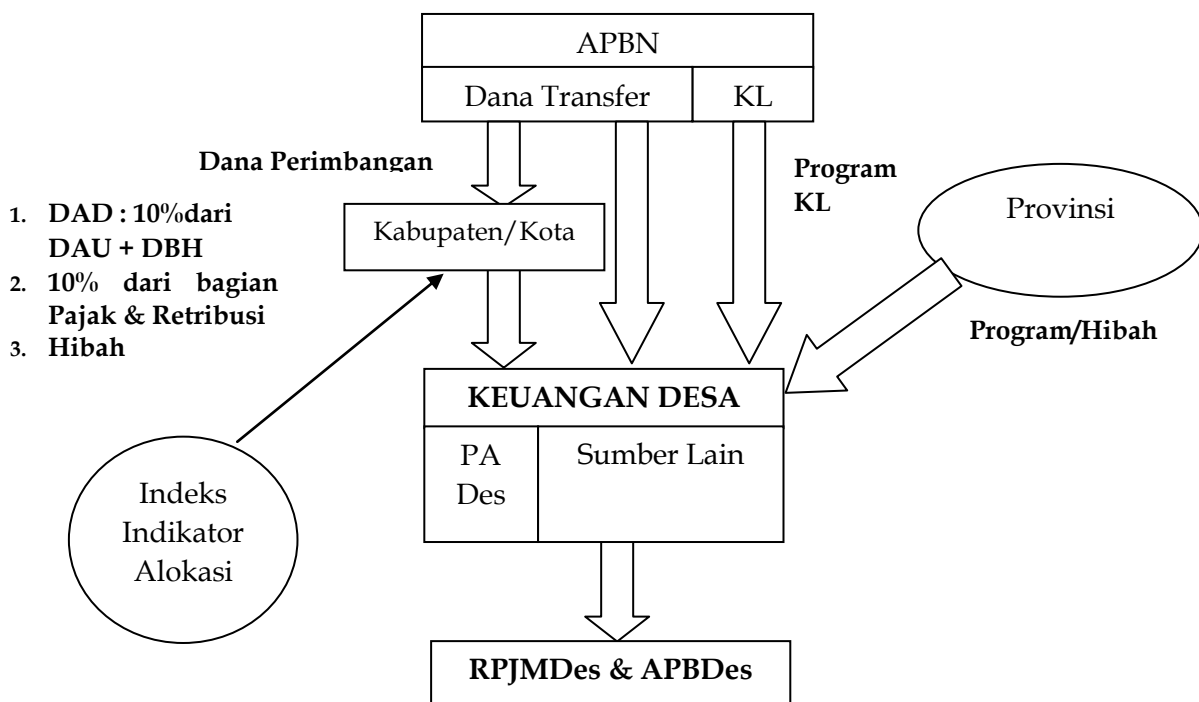 APBN
Dana Transfer
KL
Dana Perimbangan
Program
KL
1. DAD : 10%dari
DAU + DBH
2. 10% dari bagian
Pajak & Retribusi
3. Hibah
Kabupaten/Kota
Provinsi
Program/Hibah
KEUANGAN DESA
PA
Des
Sumber Lain
Indeks
Indikator
Alokasi
RPJMDes & APBDes